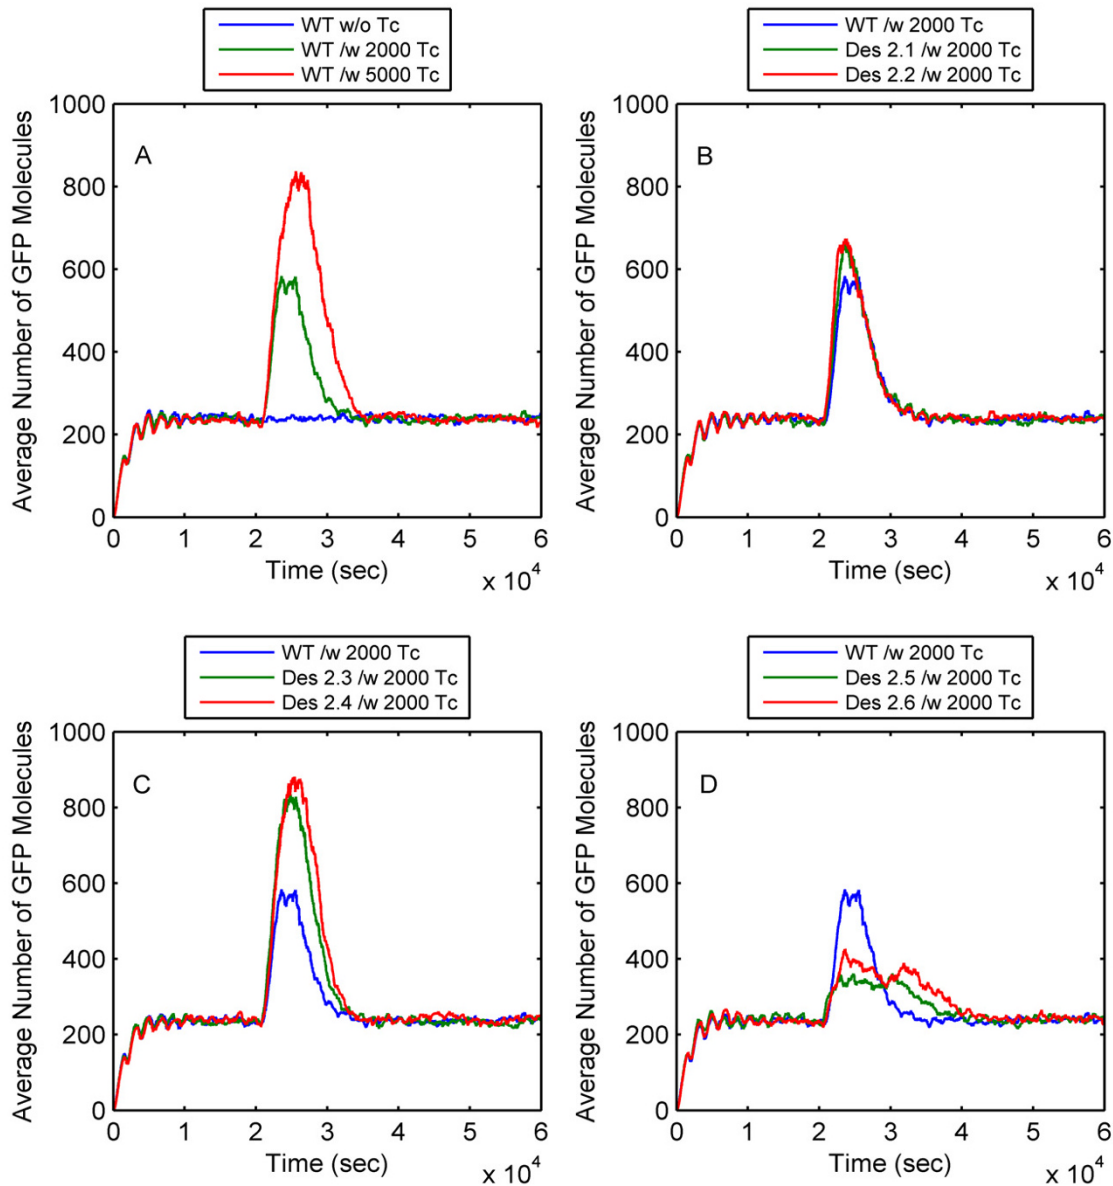 WT w/o Tc
WT /w 2000 Tc
WT /w 5000 Tc
A
Average Number of GFP Molecules
1000
800
600
400
200
0
0 1 2 3 4 5 6
Time (sec)
x 10^4
WT /w 2000 Tc
Des 2.1 /w 2000 Tc
Des 2.2 /w 2000 Tc
B
Average Number of GFP Molecules
1000
800
600
400
200
0
0 1 2 3 4 5 6
Time (sec)
x 10^4
WT /w 2000 Tc
Des 2.3 /w 2000 Tc
Des 2.4 /w 2000 Tc
C
Average Number of GFP Molecules
1000
800
600
400
200
0
0 1 2 3 4 5 6
Time (sec)
x 10^4
WT /w 2000 Tc
Des 2.5 /w 2000 Tc
Des 2.6 /w 2000 Tc
D
Average Number of GFP Molecules
1000
800
600
400
200
0
0 1 2 3 4 5 6
Time (sec)
x 10^4